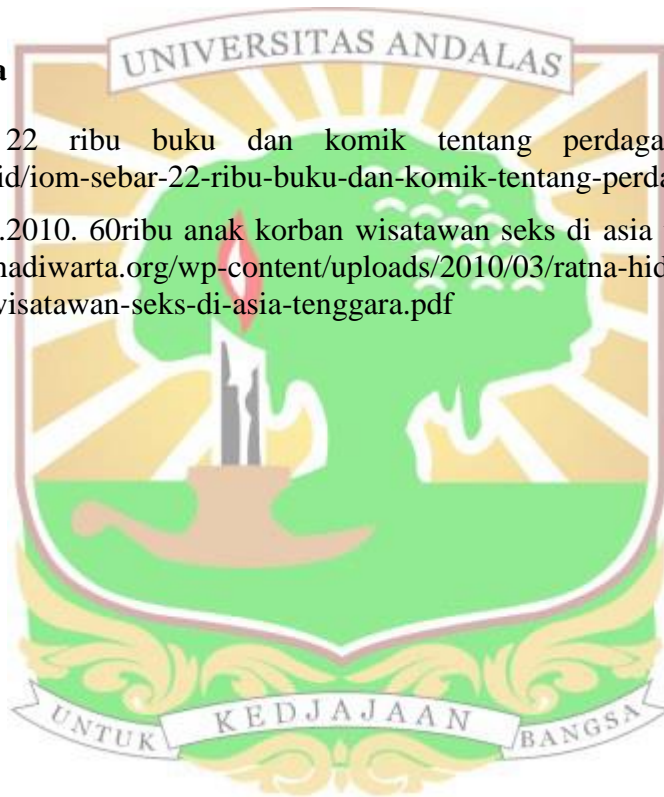 UNIVERSITAS ANDALAS
a
22 ribu buku dan komik tentang perdaga
id/iom-sebar-22-ribu-buku-dan-komik-tentang-perda
.2010. 60ribu anak korban wisatawan seks di asia
nadiwarta.org/wp-content/uploads/2010/03/ratna-hid
wisatawan-seks-di-asia-tenggara.pdf
UNTUK KEDJAJAAN BANGSA